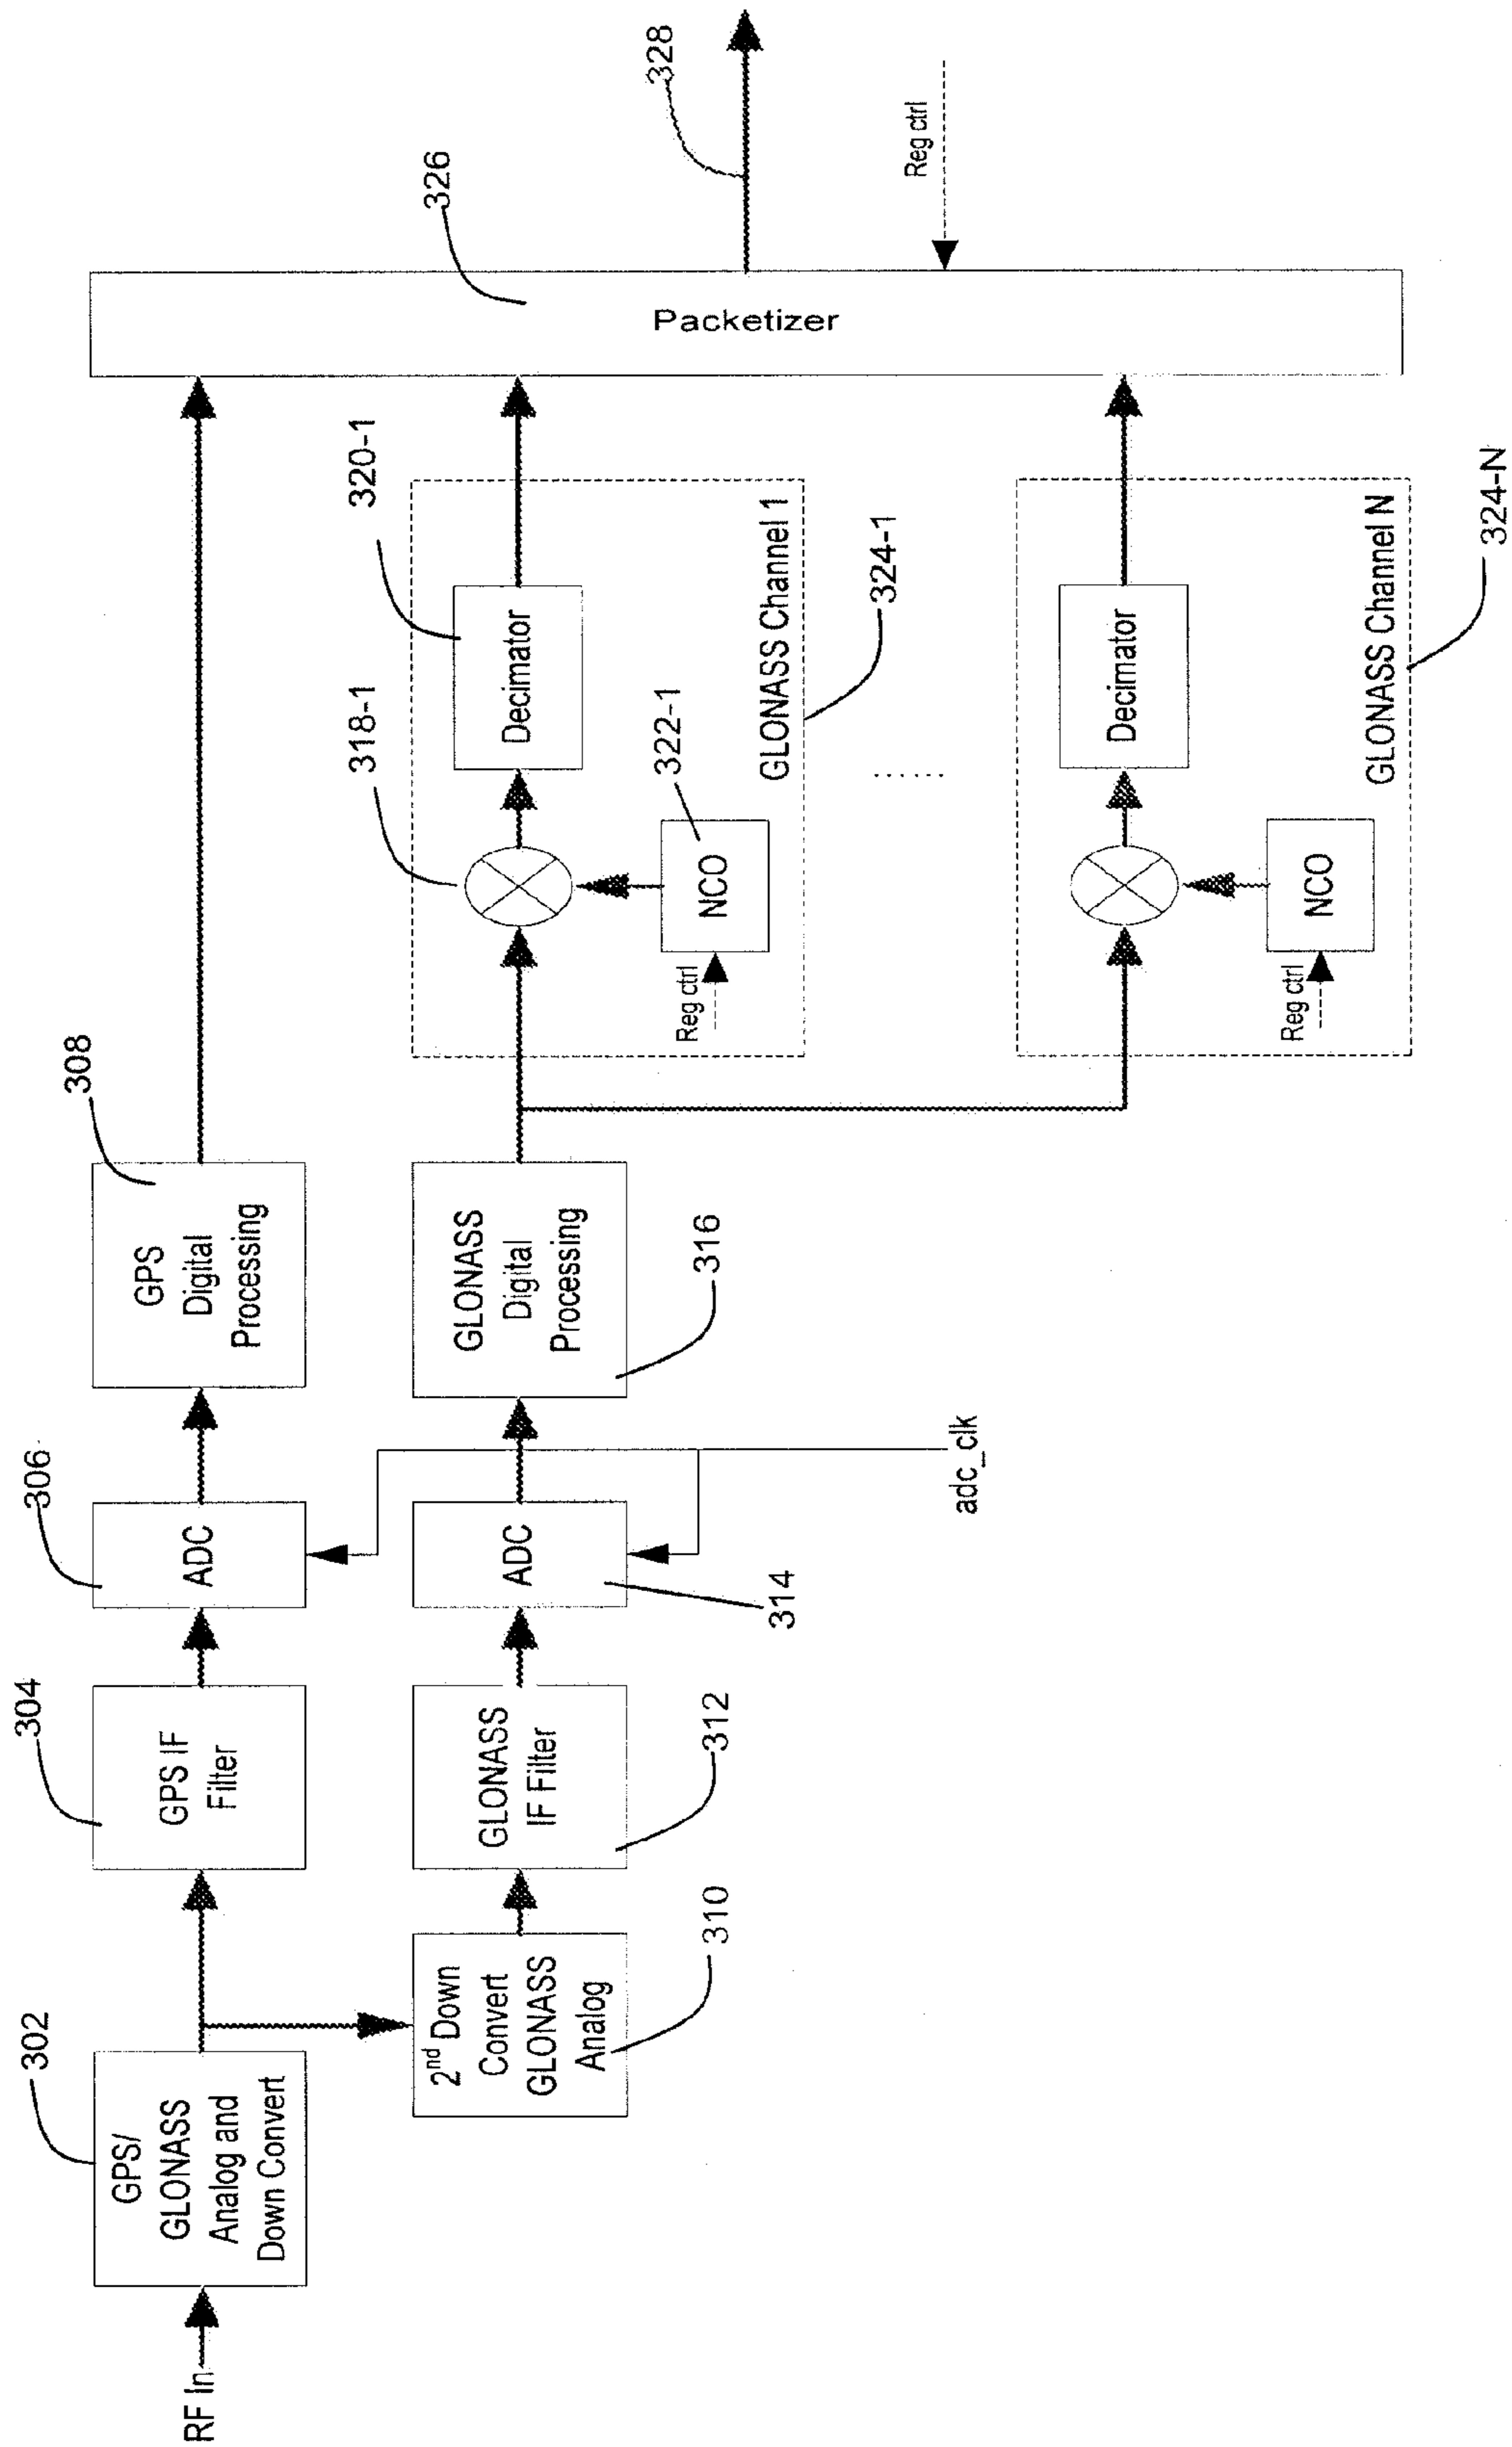 RF In
302
GPS/
GLONASS
Analog and
Down Convert
304
GPS IF
Filter
306
ADC
308
GPS
Digital
Processing
2nd Down
Convert
GLONASS
Analog
310
GLONASS
IF Filter
312
ADC
314
adc_clk
GLONASS
Digital
Processing
316
318-1
320-1
Decimator
NCO
322-1
Reg ctrl
GLONASS Channel 1
324-1
......
Decimator
NCO
Reg ctrl
GLONASS Channel N
324-N
326
Packetizer
328
Reg ctrl